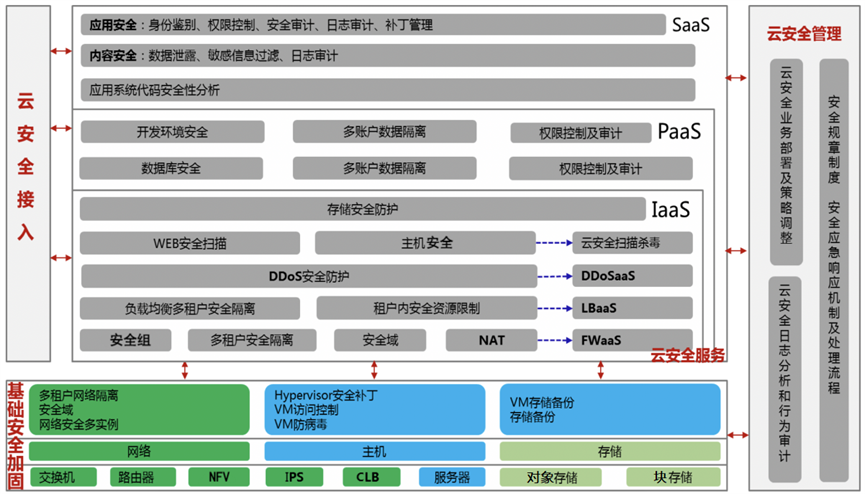 云安全接入
应用安全：身份鉴别、权限控制、安全审计、日志审计、补丁管理
SaaS
内容安全：数据泄露、敏感信息过滤、日志审计
应用系统代码安全性分析
开发环境安全
多账户数据隔离
权限控制及审计
PaaS
数据库安全
多账户数据隔离
权限控制及审计
存储安全防护
IaaS
WEB安全扫描
主机安全
云安全扫描杀毒
DDoS安全防护
DDoSaaS
负载均衡多租户安全隔离
租户内安全资源限制
LBaaS
安全组
多租户安全隔离
安全域
NAT
FWaaS
云安全服务
基础安全加固
多租户网络隔离
安全域
网络安全多实例
Hypervisor安全补丁
VM访问控制
VM防病毒
VM存储备份
存储备份
网络
主机
存储
交换机
路由器
NFV
IPS
CLB
服务器
对象存储
块存储
云安全管理
云安全业务部署及策略调整
云安全日志分析和行为审计
安全规章制度 安全应急响应机制及处理流程